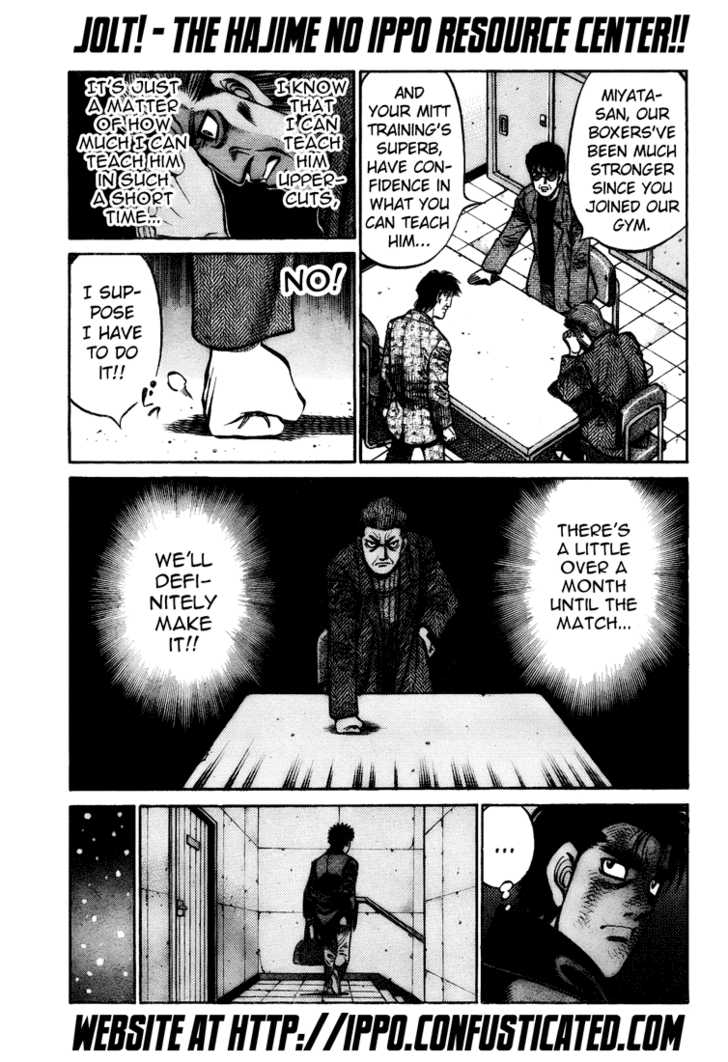 JOLT! - THE HAJIME NO IPPO RESOURCE CENTER!!
MIYATA-
SAN, OUR
BOXERS'VE
BEEN MUCH
STRONGER
SINCE YOU
JOINED OUR
GYM.
AND
YOUR MITT
TRAINING'S
SUPERB,
HAVE CON-
FIDENCE IN
WHAT YOU
CAN TEACH
HIM...
I KNOW
THAT
I CAN
TEACH
HIM
UPPER-
CUTS,
IT'S JUST
A MATTER
OF HOW
MUCH I CAN
TEACH HIM
IN SUCH
A SHORT
TIME...
NO!
I SUP-
POSE
I HAVE
TO DO
IT!!
THERE'S
A LITTLE
OVER A
MONTH
UNTIL THE
MATCH...
WE'LL
DEFI-
NITELY
MAKE
IT!!
...
WEBSITE AT HTTP://IPPO.CONFUSTICATED.COM